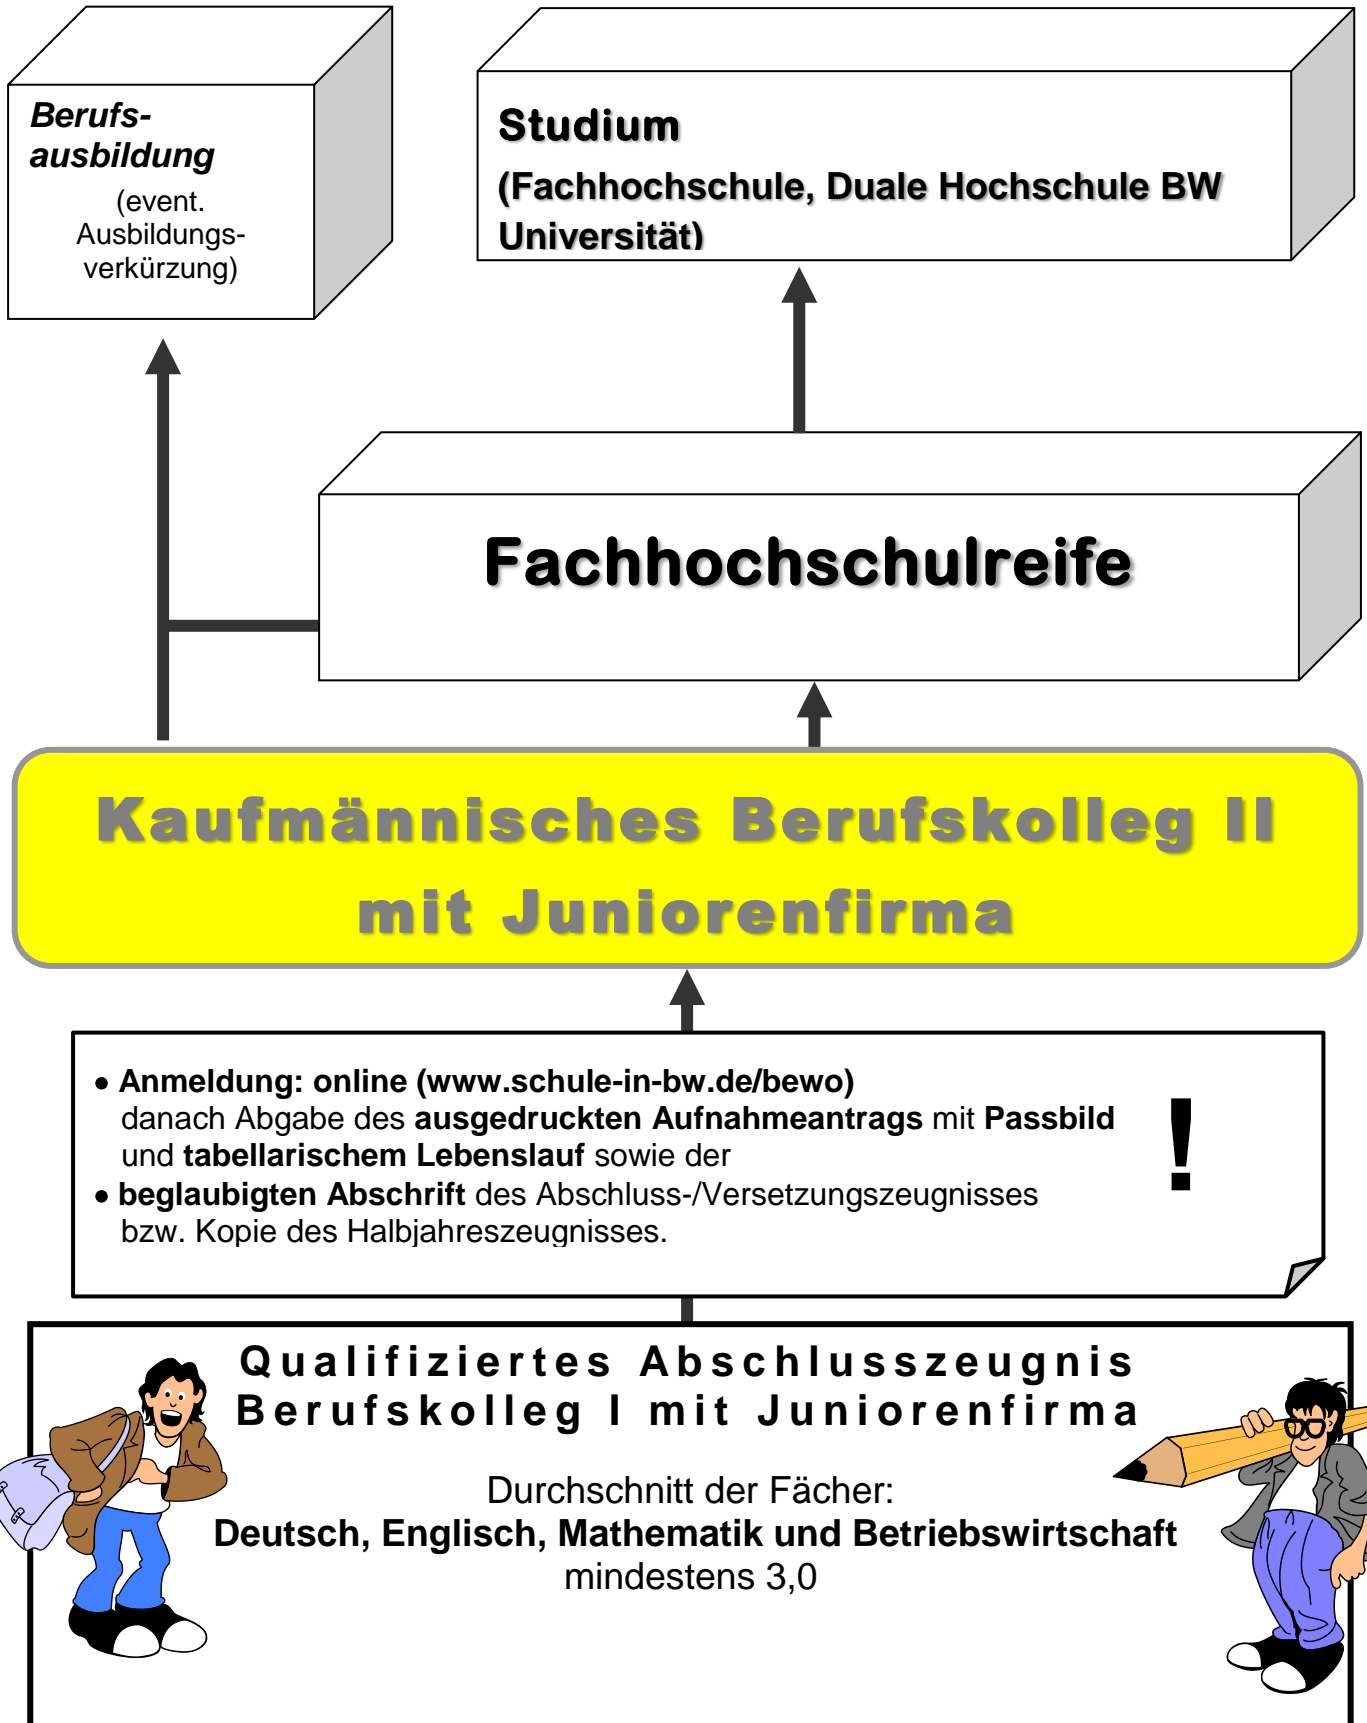 Berufs-
ausbildung
(event.
Ausbildungs-
verkürzung)
Studium
(Fachhochschule, Duale Hochschule BW
Universität)
Fachhochschulreife
Kaufmännisches Berufskolleg II
mit Juniorenfirma
• Anmeldung: online (www.schule-in-bw.de/bewo)
danach Abgabe des ausgedruckten Aufnahmeantrags mit Passbild
und tabellarischem Lebenslauf sowie der
• beglaubigten Abschrift des Abschluss-/Versetzungszeugnisses
bzw. Kopie des Halbjahreszeugnisses.
!
Qualifiziertes Abschlusszeugnis
Berufskolleg I mit Juniorenfirma
Durchschnitt der Fächer:
Deutsch, Englisch, Mathematik und Betriebswirtschaft
mindestens 3,0